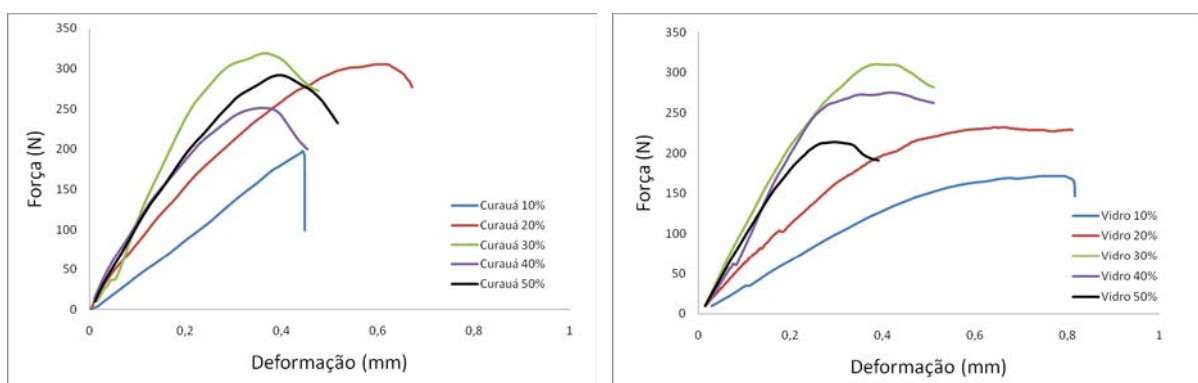 350
300
250
200
150
100
50
0
Força (N)
0
0,2
0,4
0,6
0,8
1
Deformação (mm)
Curauá 10%
Curauá 20%
Curauá 30%
Curauá 40%
Curauá 50%
350
300
250
200
150
100
50
0
Força (N)
0
0,2
0,4
0,6
0,8
1
Deformação (mm)
Vidro 10%
Vidro 20%
Vidro 30%
Vidro 40%
Vidro 50%